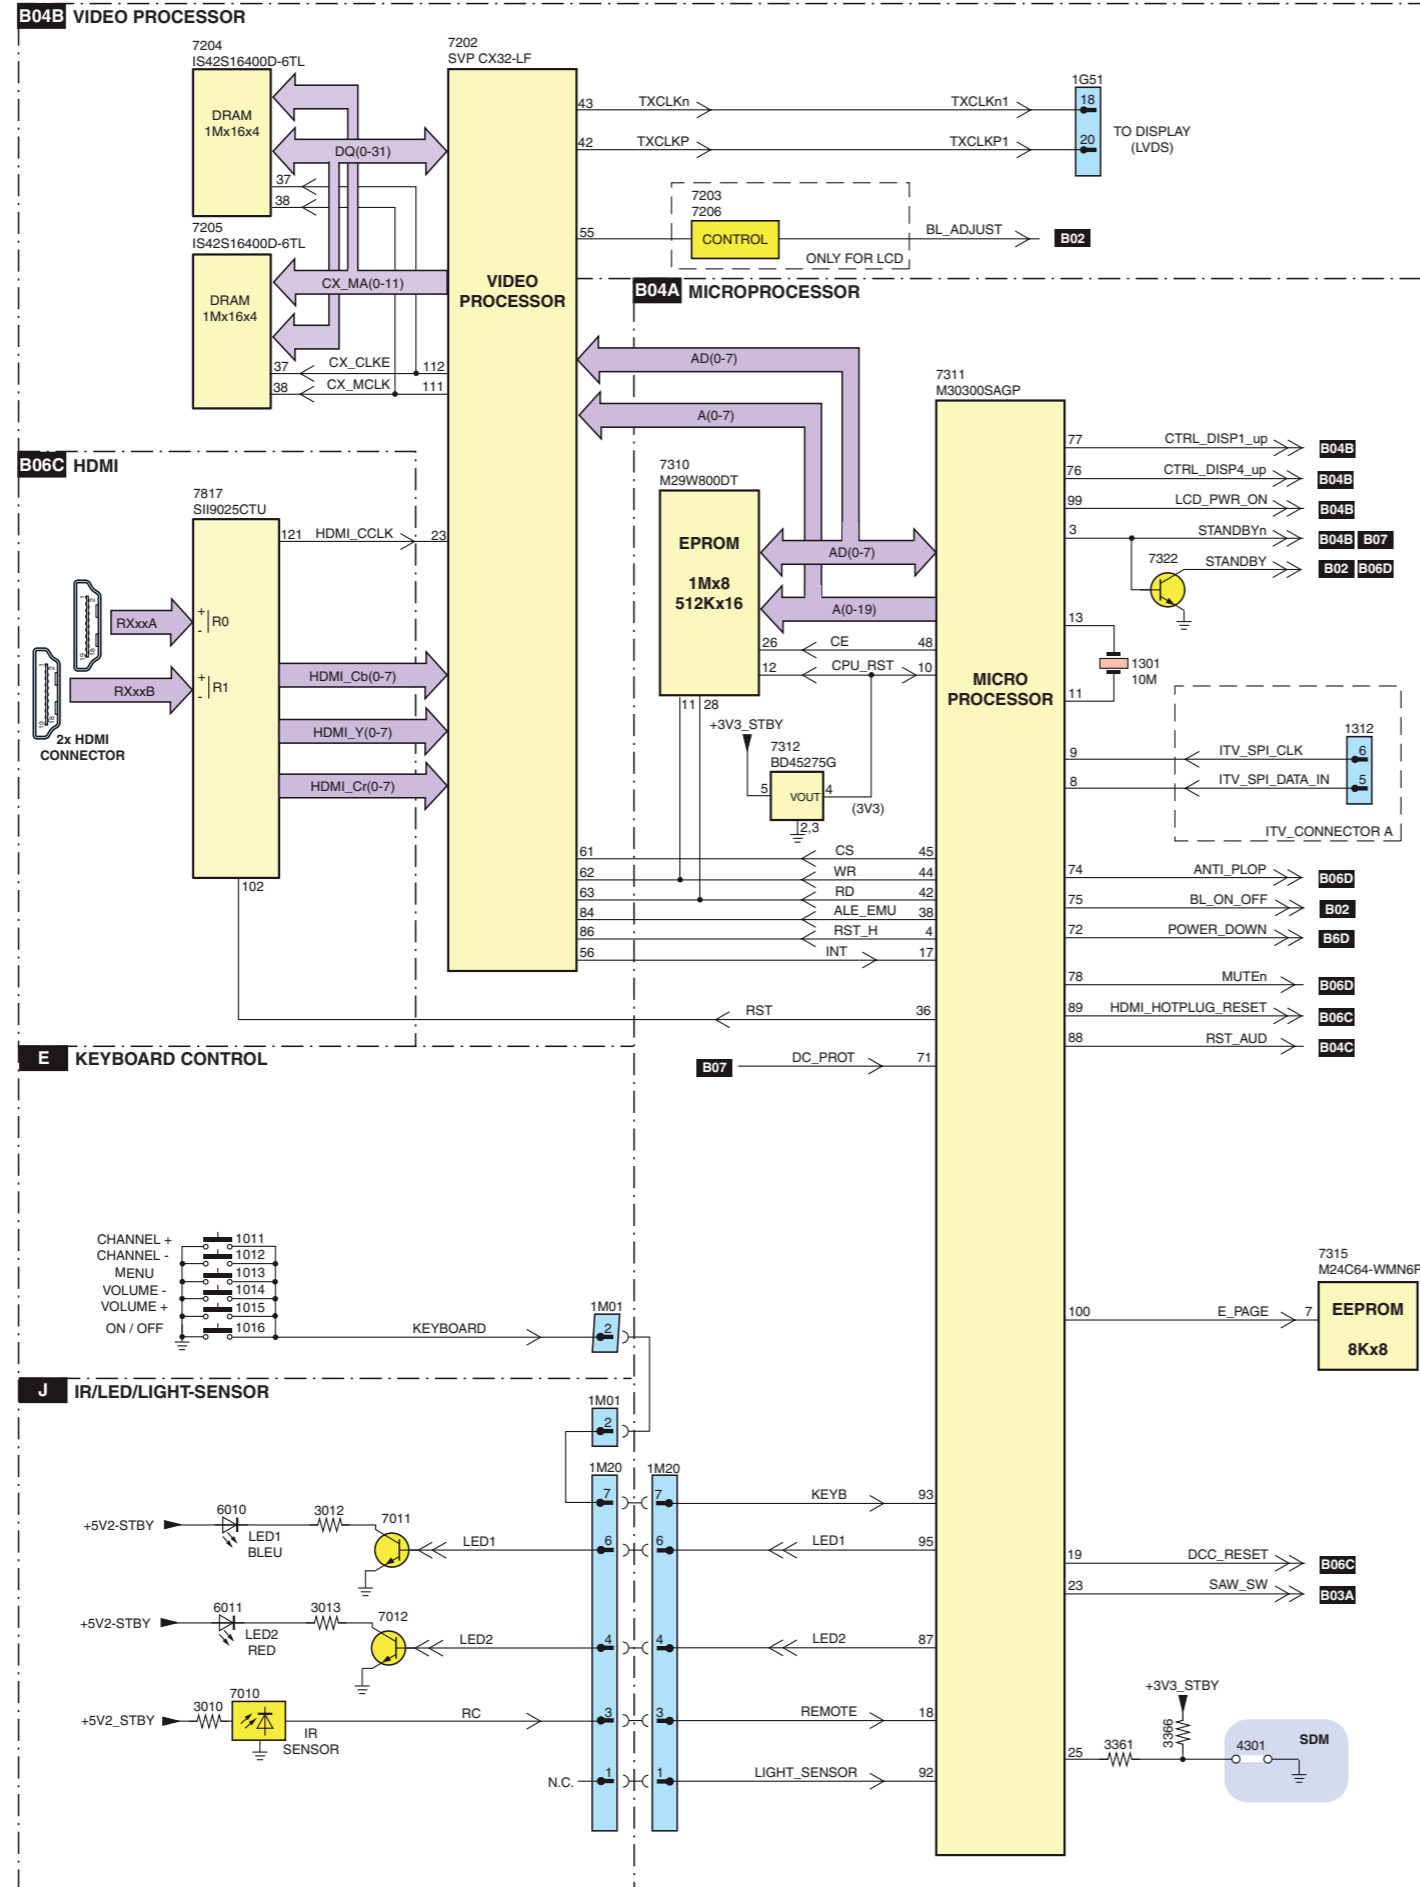 B04B VIDEO PROCESSOR
7204
IS42S16400D-6TL
DRAM
1Mx16x4
37
38
7205
IS42S16400D-6TL
DRAM
1Mx16x4
37
38
DQ(0-31)
CX_MA(0-11)
CX_CLKE
CX_MCLK
112
111
7202
SVP CX32-LF
VIDEO
PROCESSOR
43 TXCLKn TXCLKn1
42 TXCLKP TXCLKP1
1G51
18
20
TO DISPLAY
(LVDS)
55
7203
7206
CONTROL
ONLY FOR LCD
BL_ADJUST
B02
B04A MICROPROCESSOR
AD(0-7)
A(0-7)
7310
M29W800DT
EPROM
1Mx8
512Kx16
AD(0-7)
A(0-19)
26 CE 48
12 CPU_RST 10
11 28
+3V3_STBY
7312
BD45275G
5 VOUT 4
2,3
(3V3)
7311
M30300SAGP
MICRO
PROCESSOR
77 CTRL_DISP1_up B04B
76 CTRL_DISP4_up B04B
99 LCD_PWR_ON B04B
3 STANDBYn B04B B07
7322 STANDBY B02 B06D
13
1301
10M
11
1312
9 ITV_SPI_CLK 6
8 ITV_SPI_DATA_IN 5
ITV_CONNECTOR A
B06C HDMI
7817
SII9025CTU
121 HDMI_CCLK 23
1
2
19
18
RXxxA
+
-
R0
1
2
19
18
RXxxB
+
-
R1
2x HDMI
CONNECTOR
HDMI_Cb(0-7)
HDMI_Y(0-7)
HDMI_Cr(0-7)
102
61 CS 45
62 WR 44
63 RD 42
84 ALE_EMU 38
86 RST_H 4
56 INT 17
RST 36
B07 DC_PROT 71
74 ANTI_PLOP B06D
75 BL_ON_OFF B02
72 POWER_DOWN B6D
78 MUTEn B06D
89 HDMI_HOTPLUG_RESET B06C
88 RST_AUD B04C
E KEYBOARD CONTROL
CHANNEL + 1011
CHANNEL - 1012
MENU 1013
VOLUME - 1014
VOLUME + 1015
ON / OFF 1016
KEYBOARD
1M01
2
7315
M24C64-WMN6P
100 E_PAGE 7
EEPROM
8Kx8
J IR/LED/LIGHT-SENSOR
1M01
2
1M20 1M20
7 7 KEYB 93
+5V2-STBY 6010 3012 7011
LED1
BLEU
LED1 6 6 LED1 95
+5V2-STBY 6011 3013 7012
LED2
RED
LED2 4 4 LED2 87
+5V2_STBY 3010 7010
IR
SENSOR
RC 3 3 REMOTE 18
N.C. 1 1 LIGHT_SENSOR 92
19 DCC_RESET B06C
23 SAW_SW B03A
+3V3_STBY
3366
25 3361 4301
SDM